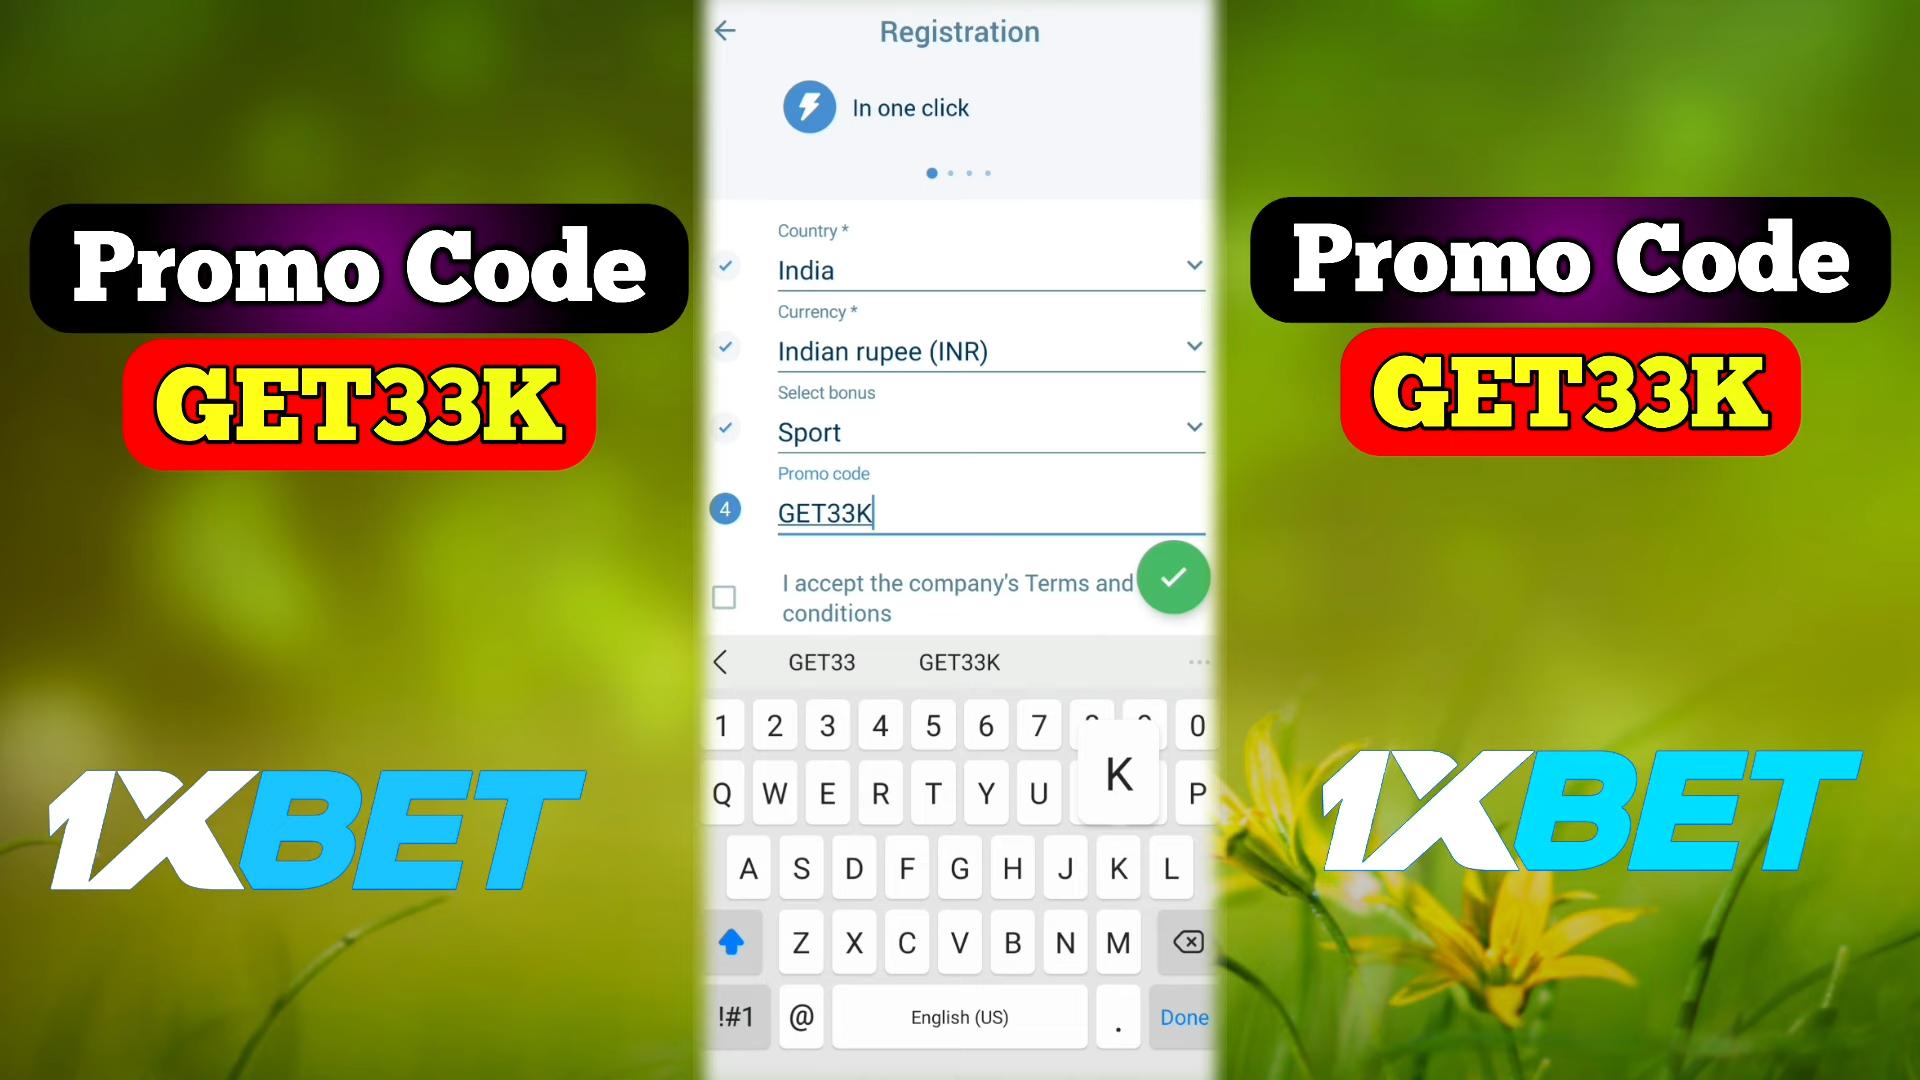 Registration
In one click
Promo Code
GET33K
Country *
India
Currency *
Indian rupee (INR)
Select bonus
Sport
Promo code
4
GET33K
I accept the company's Terms and
conditions
Promo Code
GET33K
GET33 GET33K
1 2 3 4 5 6 7 0
Q W E R T Y U K P
A S D F G H J K L
Z X C V B N M
!#1 @ English (US) . Done
1XBET
1XBET